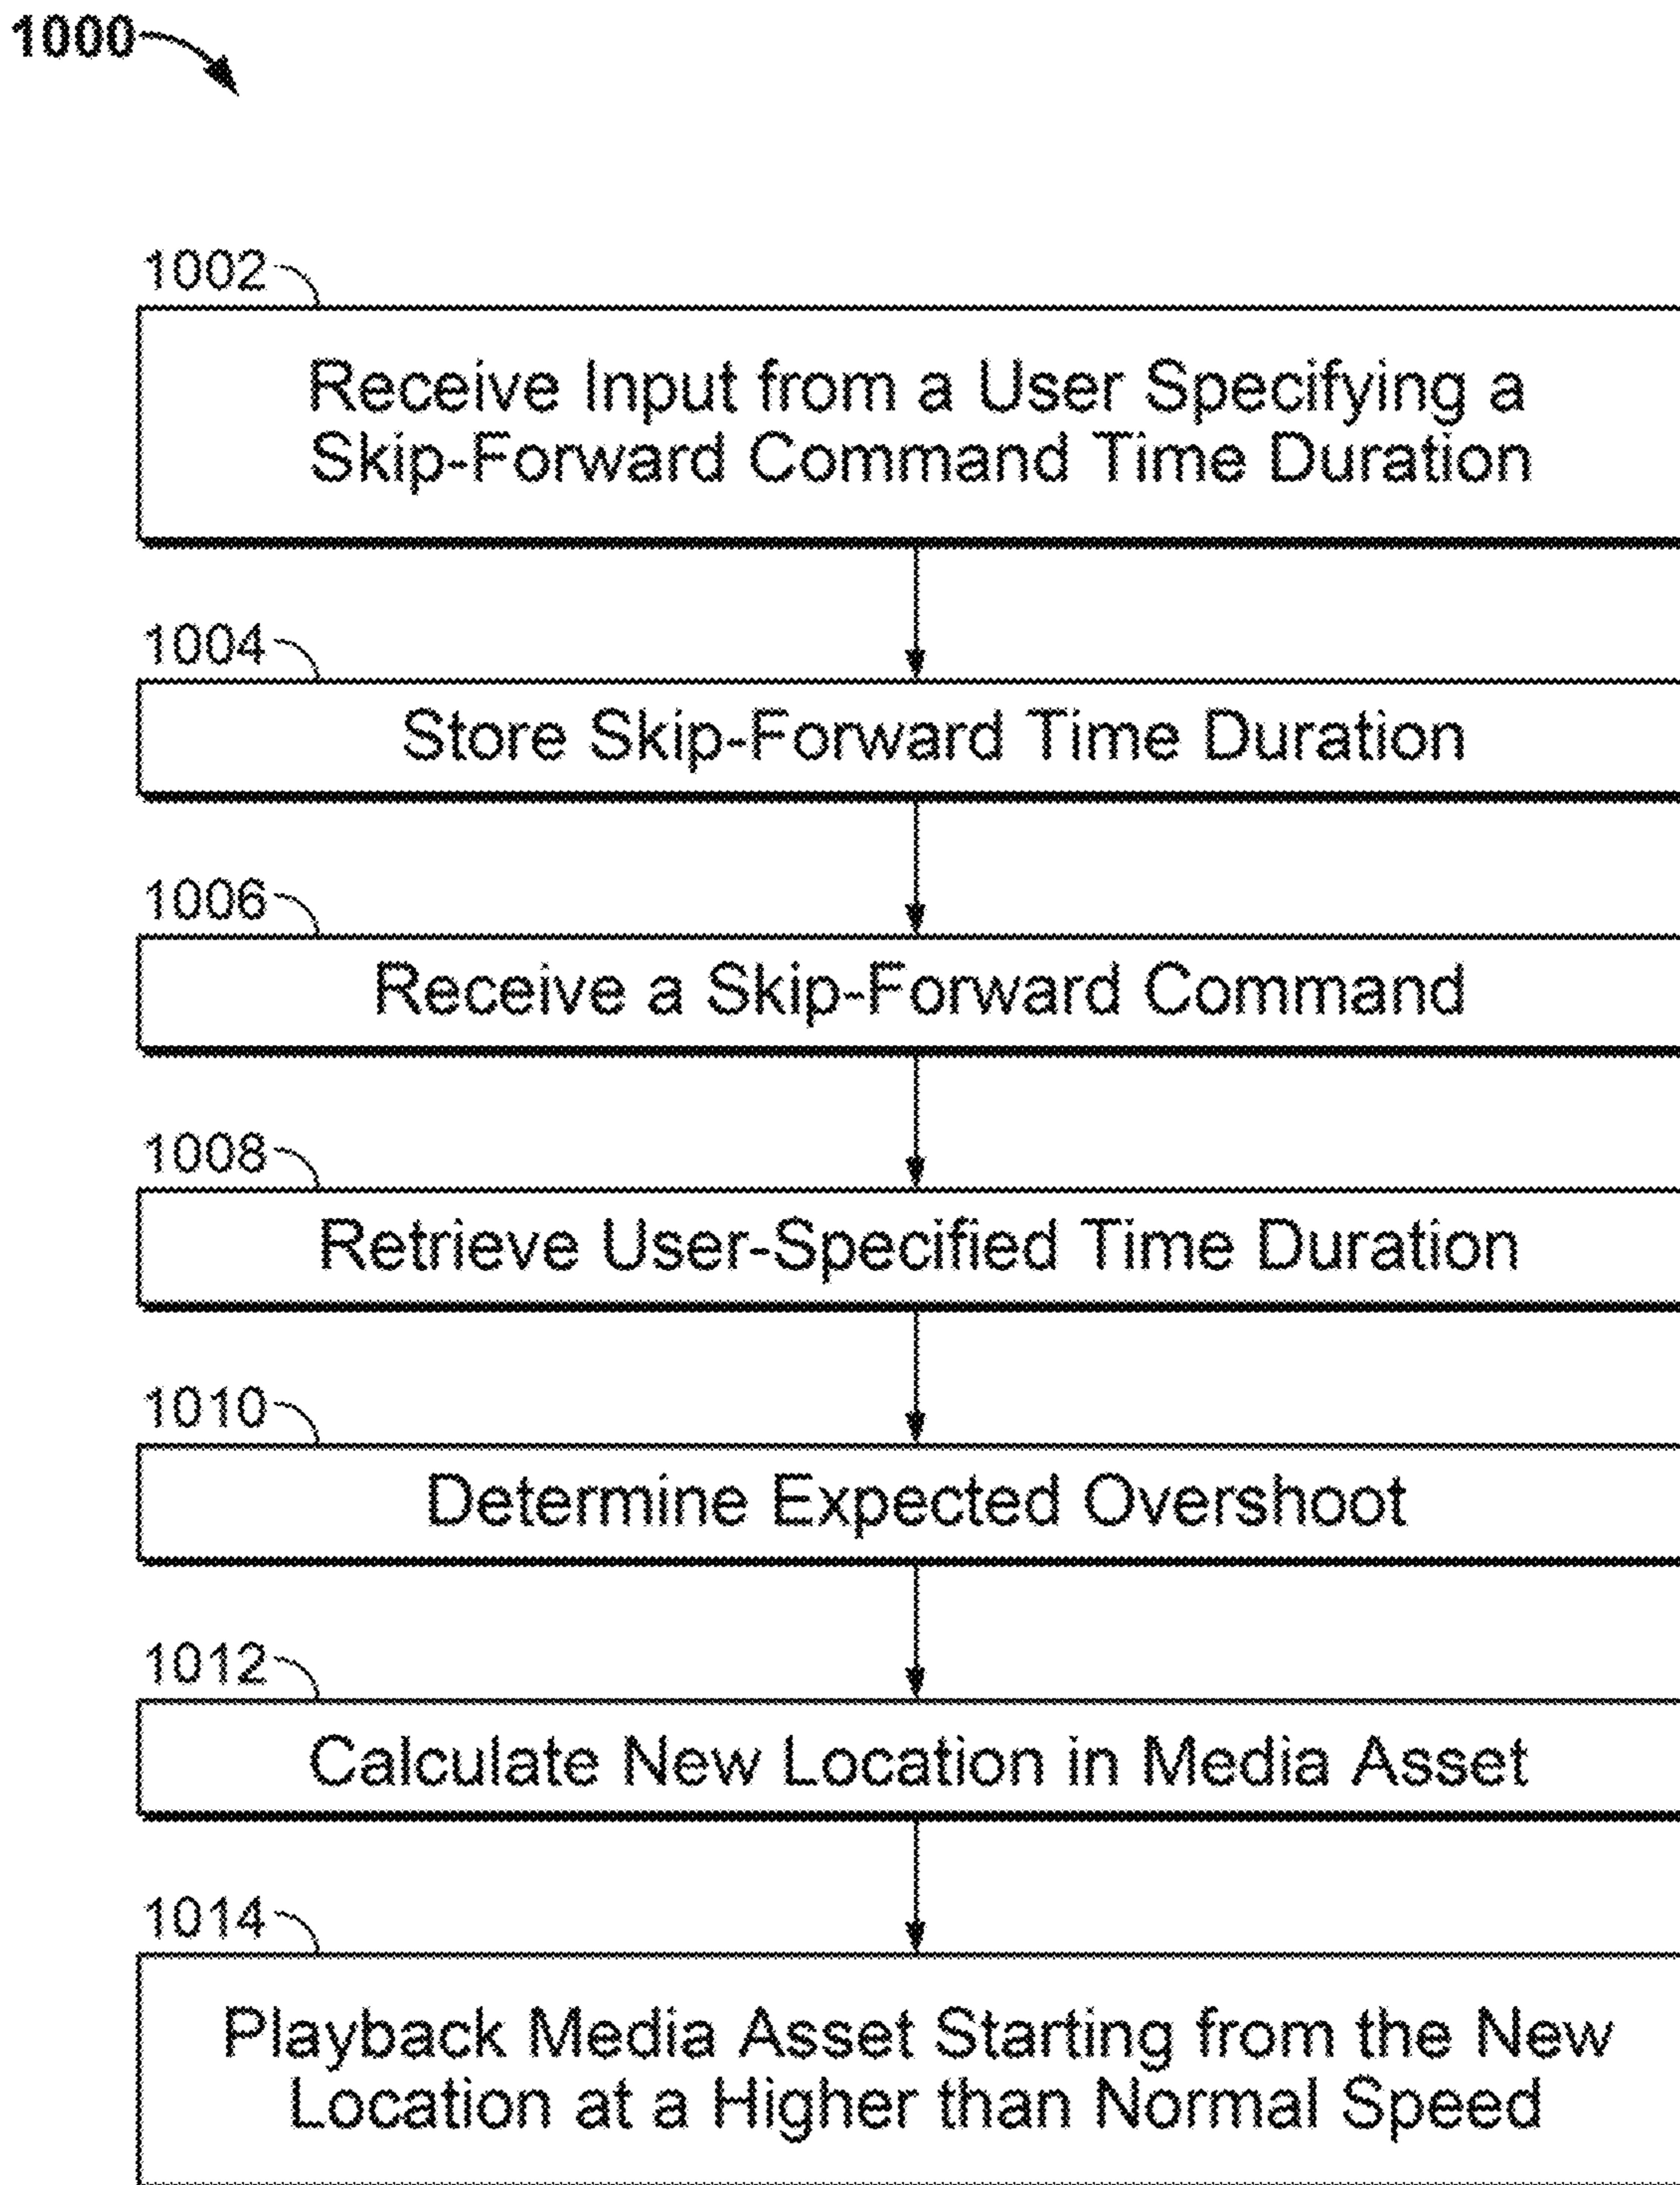 1000
1002
Receive Input from a User Specifying a
Skip-Forward Command Time Duration
1004
Store Skip-Forward Time Duration
1006
Receive a Skip-Forward Command
1008
Retrieve User-Specified Time Duration
1010
Determine Expected Overshoot
1012
Calculate New Location in Media Asset
1014
Playback Media Asset Starting from the New
Location at a Higher than Normal Speed